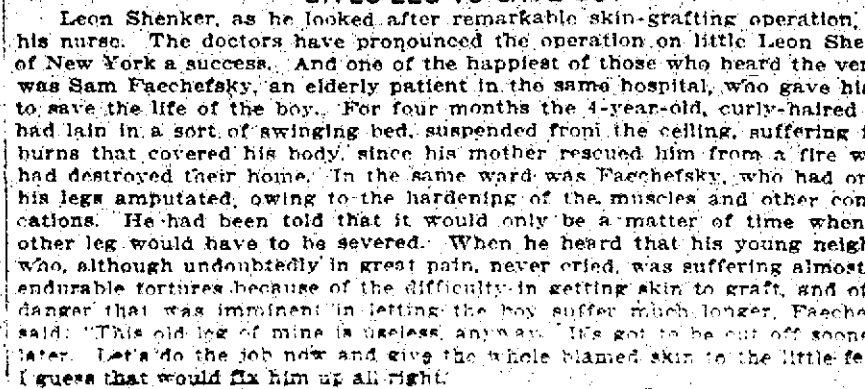 Leon Shenker, as he looked after remarkable skin-grafting operation,
his nurse. The doctors have pronounced the operation on little Leon She
of New York a success. And one of the happiest of those who heard the ver
was Sam Faechefsky, an elderly patient in the same hospital, who gave his
to save the life of the boy. For four months the 4-year-old, curly-haired
had lain in a sort of swinging bed, suspended from the ceiling, suffering
burns that covered his body, since his mother rescued him from a fire w
had destroyed their home. In the same ward was Faechefsky, who had on
his legs amputated, owing to the hardening of the muscles and other com
cations. He had been told that it would only be a matter of time when
other leg would have to be severed. When he heard that his young neigh
who, although undoubtedly in great pain, never cried, was suffering almost
endurable tortures because of the difficulty in getting skin to graft, and of
danger that was imminent in letting the boy suffer much longer, Faeche
said: "This old leg of mine is useless, anyway. It's got to be cut off soone
later. Let's do the job now and give the whole blamed skin to the little fe
I guess that would fix him up all right.